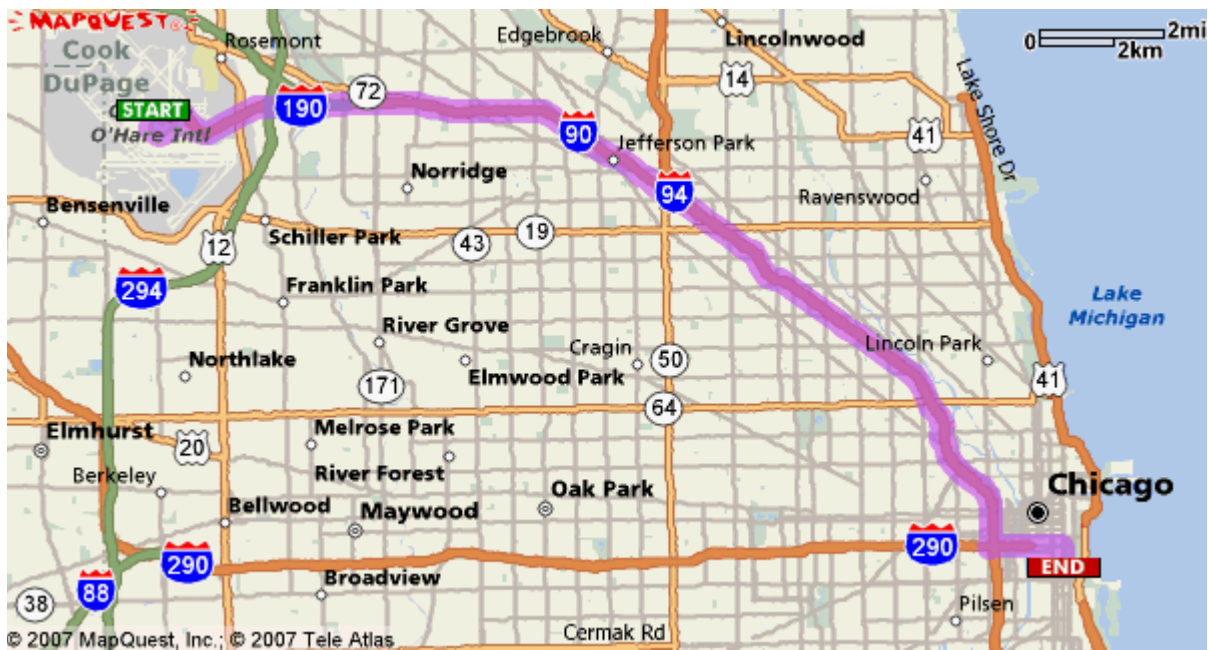 MAPQUEST
Cook
DuPage
Rosemont
Edgebrook
Lincolnwood
0
2mi
2km
START
O'Hare Intl
190
72
90
14
41
Lake Shore Dr
Jefferson Park
94
Ravenswood
Norridge
Bensenville
12
Schiller Park
43
19
294
Franklin Park
Lake
Michigan
River Grove
Northlake
Cragin
50
Lincoln Park
171
Elmwood Park
41
64
Elmhurst
20
Melrose Park
Berkeley
River Forest
Oak Park
Chicago
Bellwood
Maywood
290
290
END
88
Broadview
38
Pilsen
Cermak Rd
© 2007 MapQuest, Inc.; © 2007 Tele Atlas